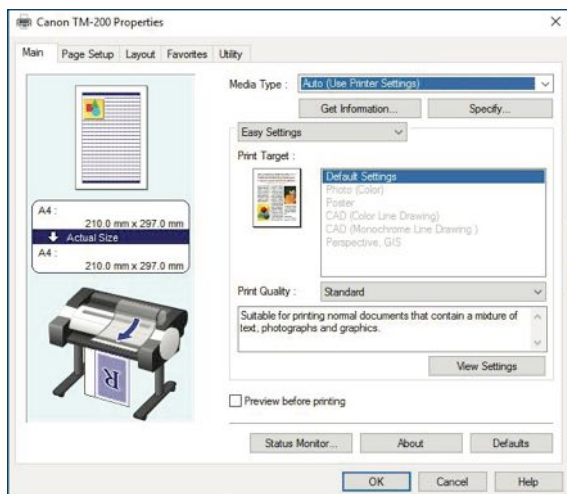 Canon TM-200 Properties
Main Page Setup Layout Favorites Utility
Media Type : Auto (Use Printer Settings)
Get Information... Specify...
Easy Settings
Print Target :
Default Settings
Photo (Color)
Poster
CAD (Color Line Drawing)
CAD (Monochrome Line Drawing )
Perspective, GIS
A4 :
210.0 mm x 297.0 mm
Actual Size
A4 :
210.0 mm x 297.0 mm
R
Print Quality : Standard
Suitable for printing normal documents that contain a mixture of
text, photographs and graphics.
View Settings
Preview before printing
Status Monitor... About Defaults
OK Cancel Help